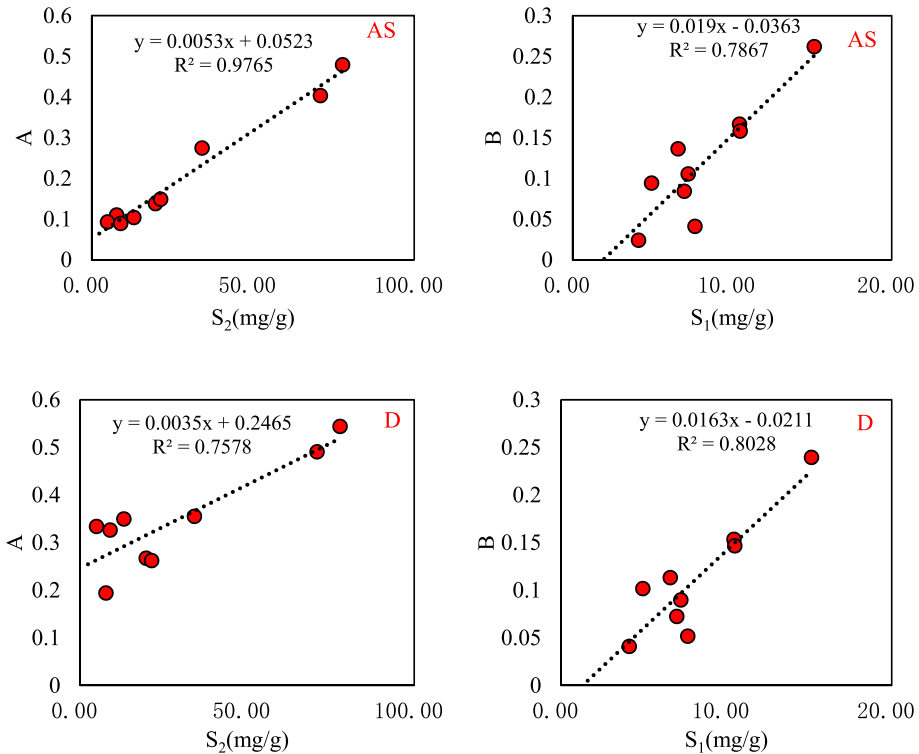 0.6
0.5
0.4
0.3
0.2
0.1
0
A
y = 0.0053x + 0.0523
R² = 0.9765
AS
0.00
50.00
100.00
S₂(mg/g)
0.3
0.25
0.2
0.15
0.1
0.05
0
B
y = 0.019x - 0.0363
R² = 0.7867
AS
0.00
10.00
20.00
S₁(mg/g)
0.6
0.5
0.4
0.3
0.2
0.1
0
A
y = 0.0035x + 0.2465
R² = 0.7578
D
0.00
50.00
100.00
S₂(mg/g)
0.3
0.25
0.2
0.15
0.1
0.05
0
B
y = 0.0163x - 0.0211
R² = 0.8028
D
0.00
10.00
20.00
S₁(mg/g)